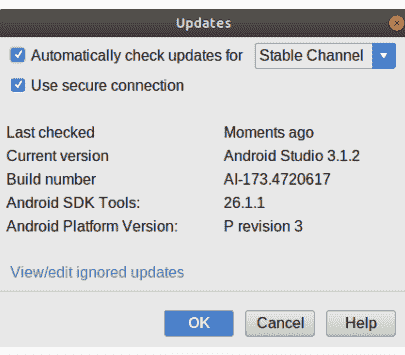 Updates
Automatically check updates for Stable Channel
Use secure connection
Last checked Moments ago
Current version Android Studio 3.1.2
Build number AI-173.4720617
Android SDK Tools: 26.1.1
Android Platform Version: P revision 3
View/edit ignored updates
OK Cancel Help